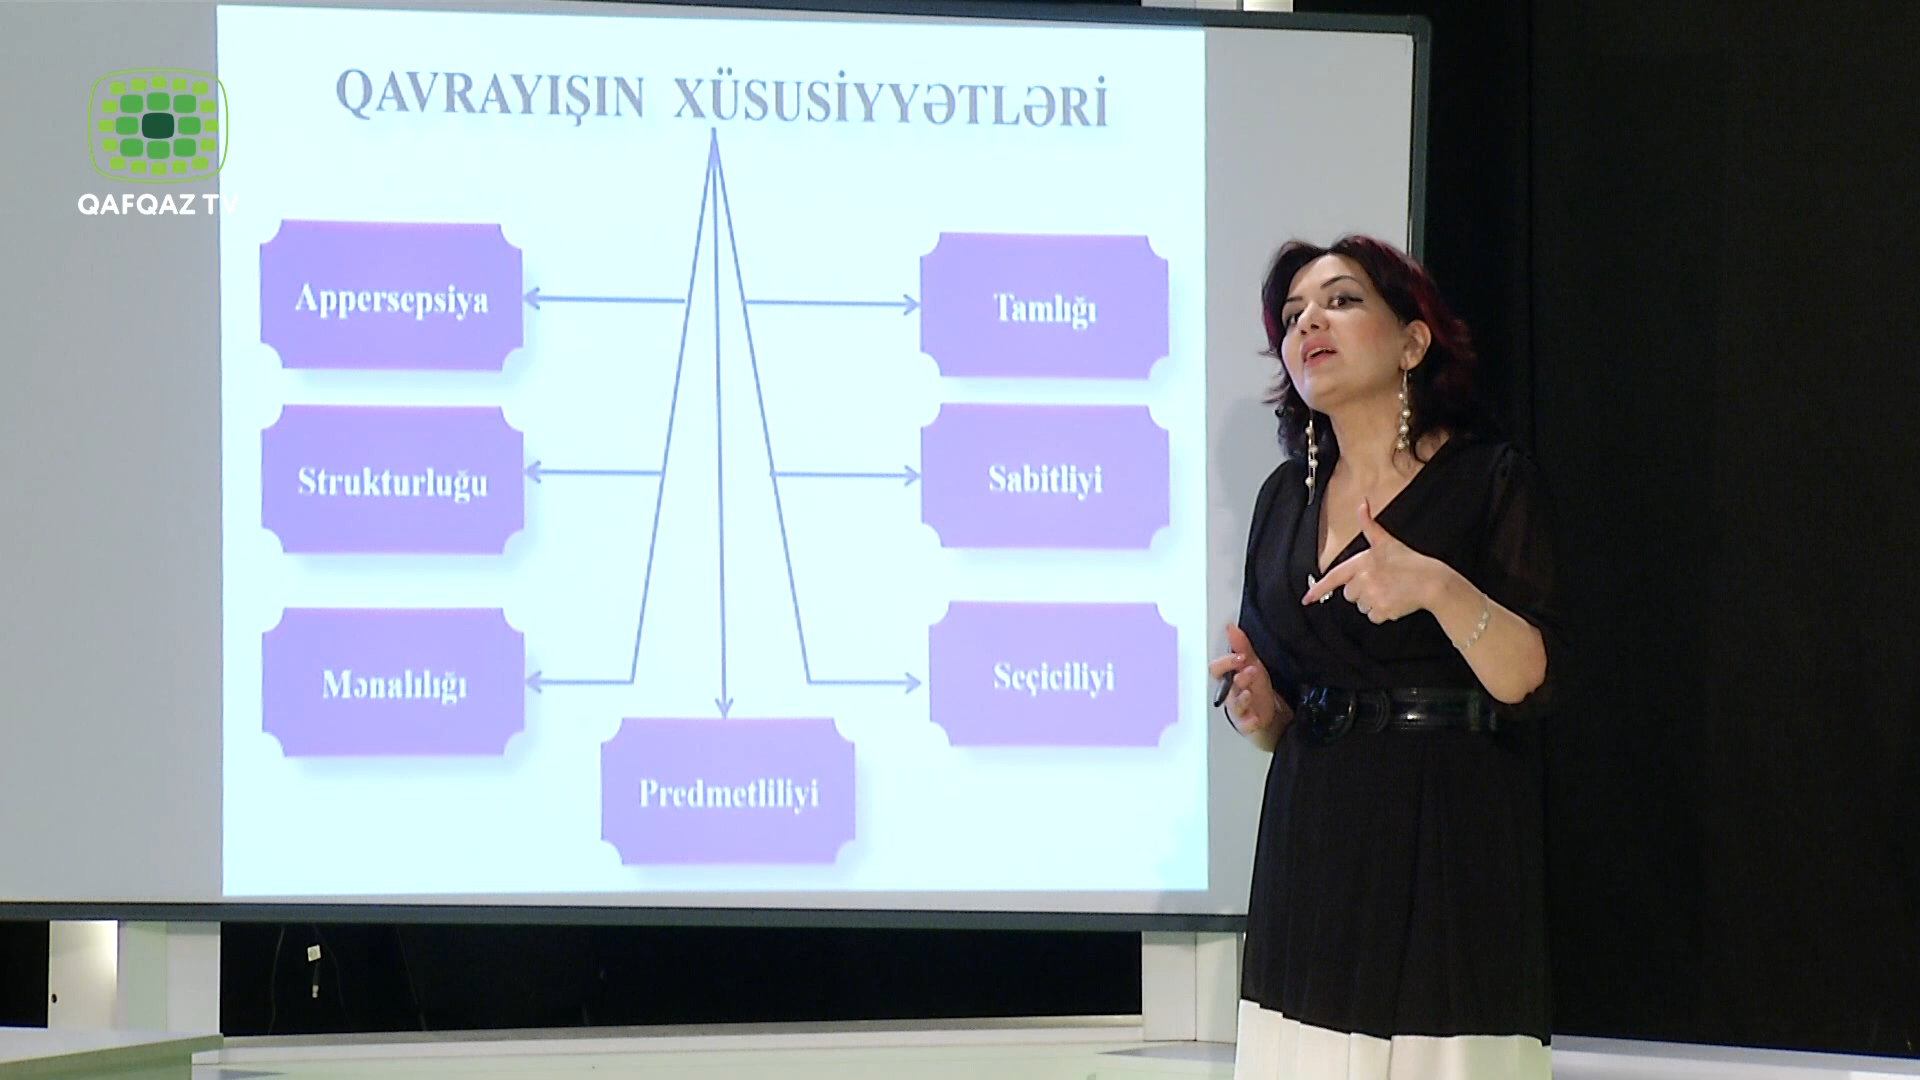 QAVRAYIŞIN XÜSUSİYYƏTLƏRİ
QAFQAZ TV
Appersepsiya
Tamlığı
Strukturluğu
Sabitliyi
Mənalılığı
Seçiciliyi
Predmetliliyi